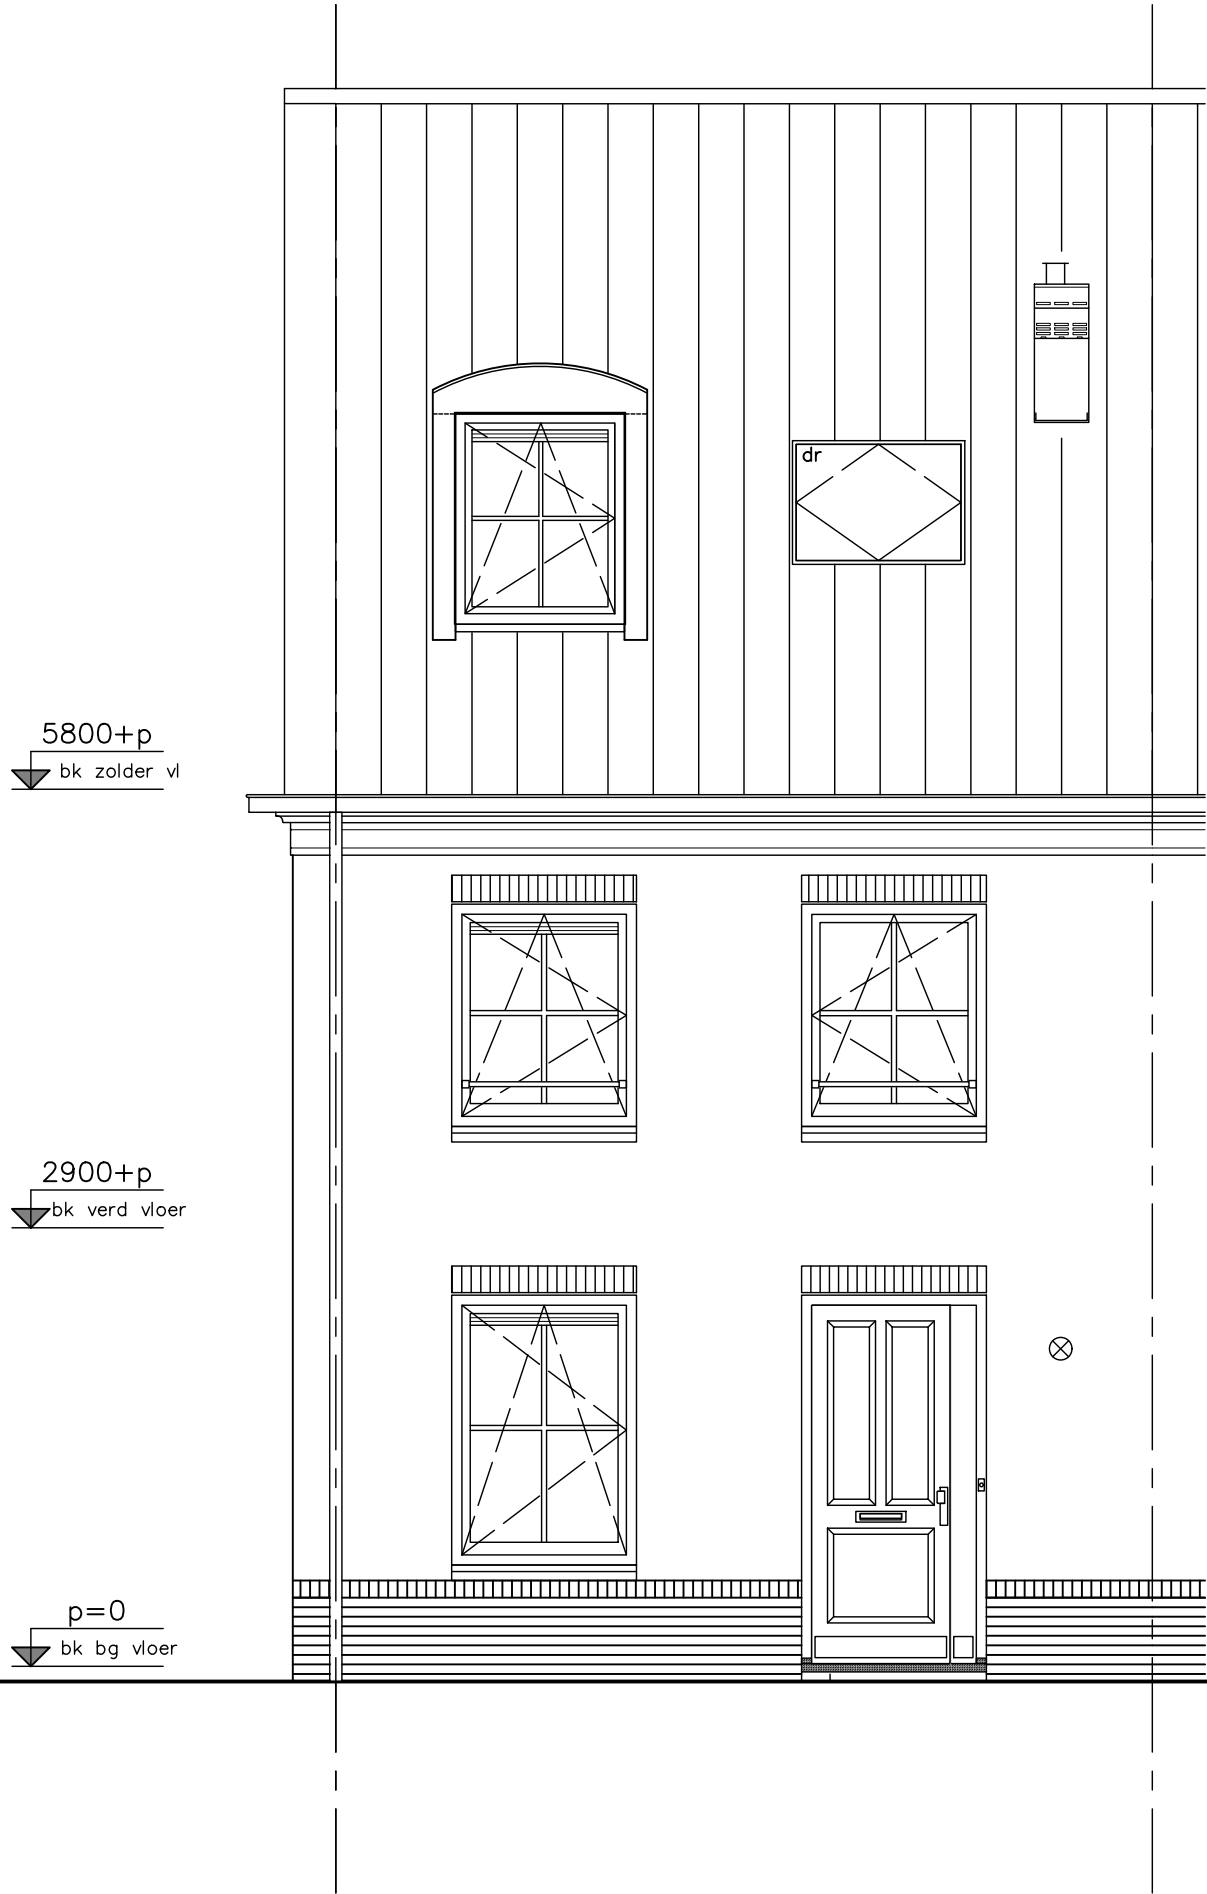 dr
5800+p
bk zolder vl
2900+p
bk verd vloer
p=0
bk bg vloer